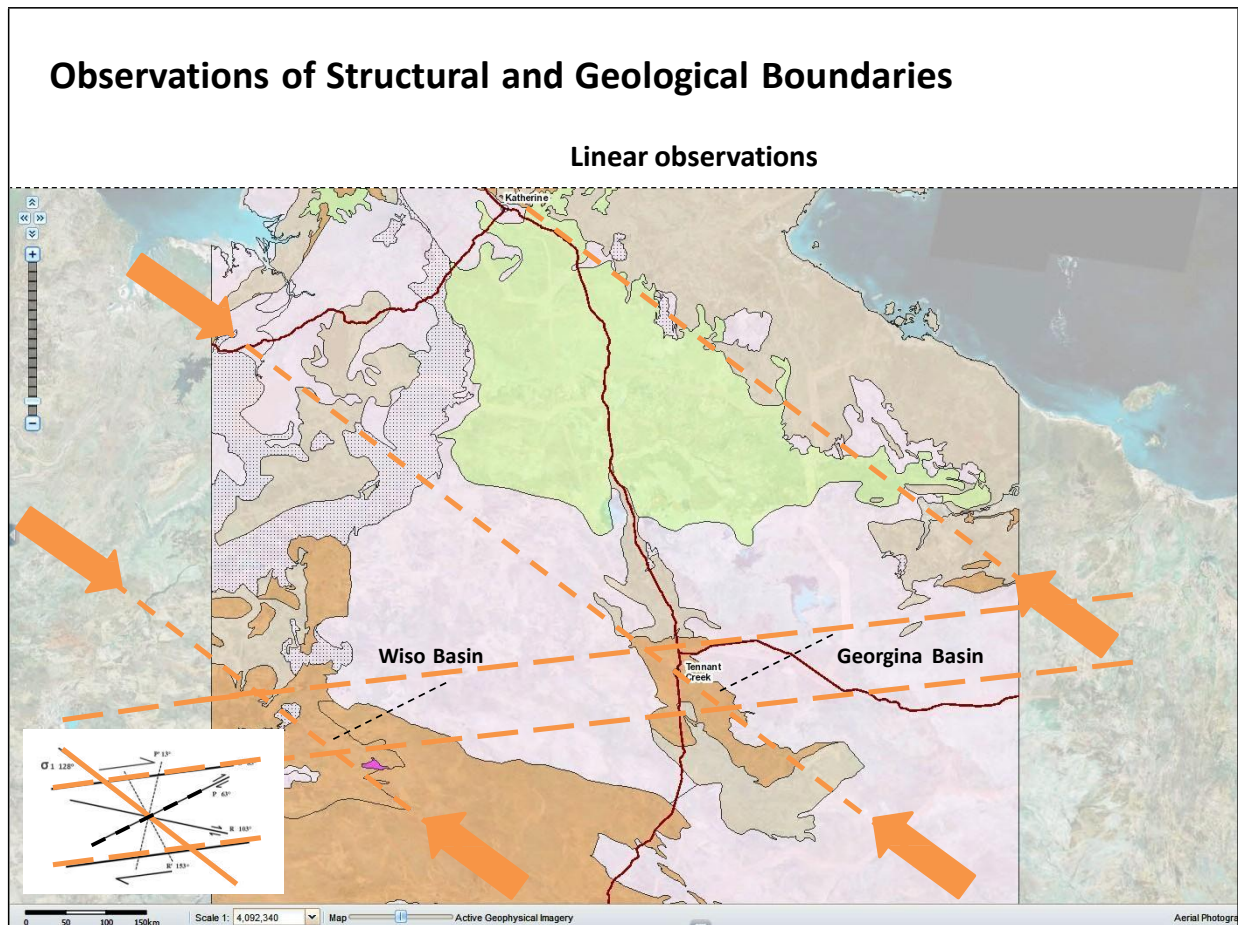 Observations of Structural and Geological Boundaries
Linear observations
Katherine
Wiso Basin
Georgina Basin
Tennant
Creek
σ1 128°
P' 13°
P 63°
R 103°
R' 153°
0 50 100 150km
Scale 1: 4,092,340
Map
Active Geophysical Imagery
Aerial Photogra